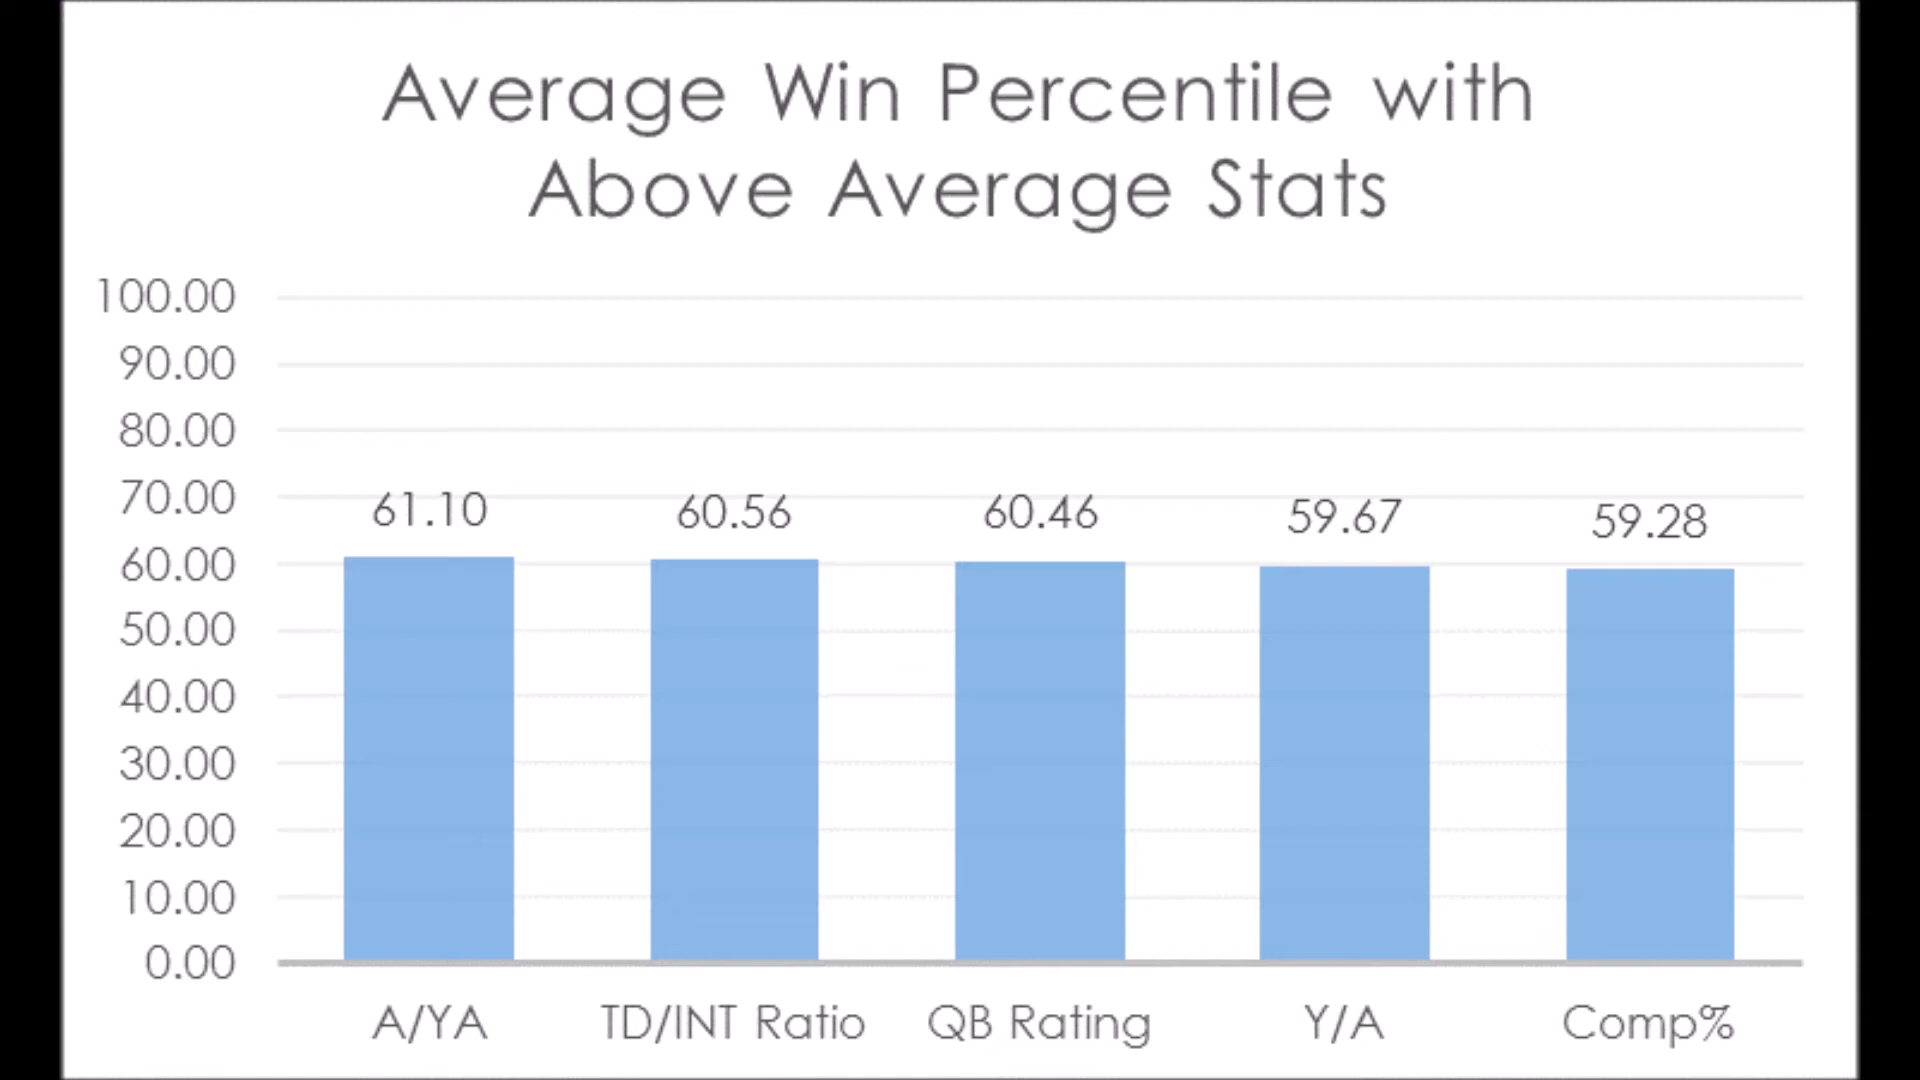 Average Win Percentile with
Above Average Stats
100.00
90.00
80.00
70.00
60.00
50.00
40.00
30.00
20.00
10.00
0.00
61.10
60.56
60.46
59.67
59.28
A/YA
TD/INT Ratio
QB Rating
Y/A
Comp%